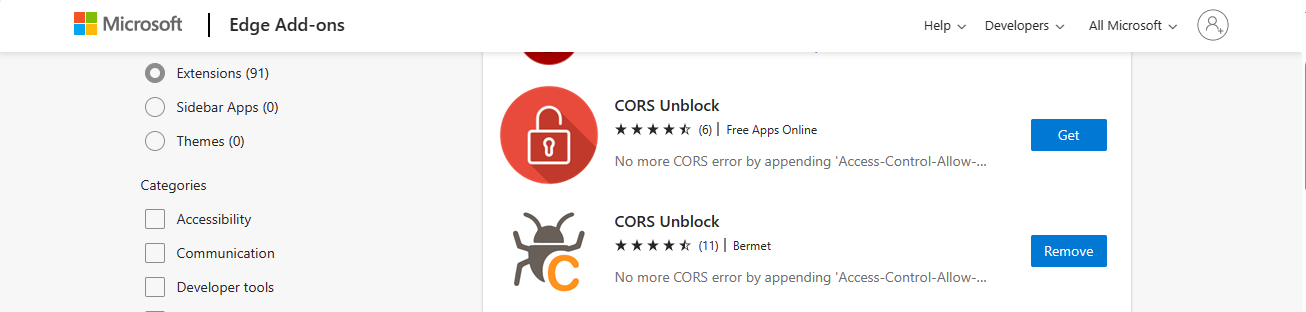 Microsoft | Edge Add-ons
Help
Developers
All Microsoft
Extensions (91)
Sidebar Apps (0)
Themes (0)
Categories
Accessibility
Communication
Developer tools
CORS Unblock
(6) | Free Apps Online
No more CORS error by appending 'Access-Control-Allow-...
Get
CORS Unblock
(11) | Bermet
No more CORS error by appending 'Access-Control-Allow-...
Remove
C